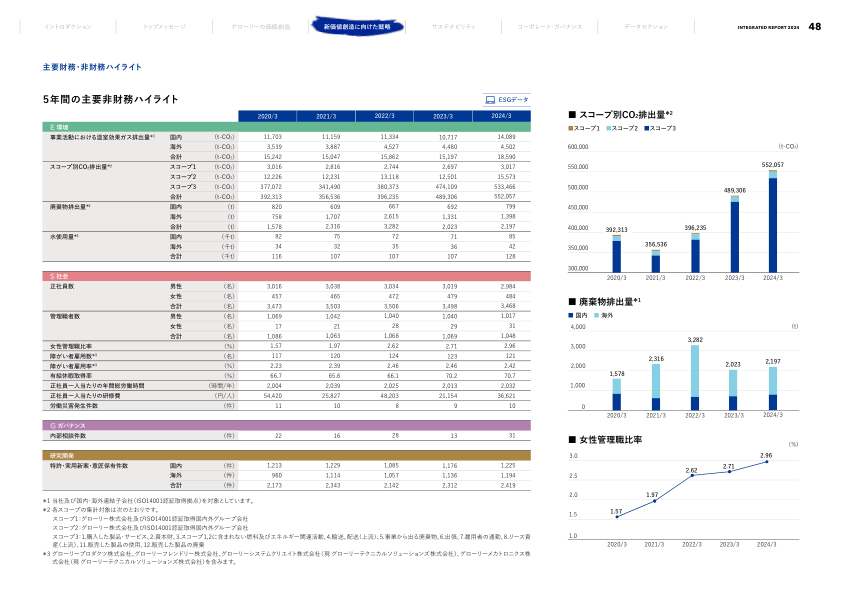 イントロダクション
トップメッセージ
グローリーの価値創造
新価値創造に向けた戦略
サステナビリティ
コーポレート・ガバナンス
データセクション
INTEGRATED REPORT 2024 48
主要財務・非財務ハイライト
5年間の主要非財務ハイライト
ESGデータ
2020/3 2021/3 2022/3 2023/3 2024/3
E 環境
事業活動における温室効果ガス排出量*1 国内 (t-CO₂) 11,703 11,159 11,334 10,717 14,089
海外 (t-CO₂) 3,539 3,887 4,527 4,480 4,502
合計 (t-CO₂) 15,242 15,047 15,862 15,197 18,590
スコープ別CO₂排出量*2 スコープ1 (t-CO₂) 3,016 2,816 2,744 2,697 3,017
スコープ2 (t-CO₂) 12,226 12,231 13,118 12,501 15,573
スコープ3 (t-CO₂) 377,072 341,490 380,373 474,109 533,466
合計 (t-CO₂) 392,313 356,536 396,235 489,306 552,057
廃棄物排出量*1 国内 (t) 820 609 667 692 799
海外 (t) 758 1,707 2,615 1,331 1,398
合計 (t) 1,578 2,316 3,282 2,023 2,197
水使用量*1 国内 (千t) 82 75 72 71 85
海外 (千t) 34 32 35 36 42
合計 (千t) 116 107 107 107 128
S 社会
正社員数 男性 (名) 3,016 3,038 3,034 3,019 2,984
女性 (名) 457 465 472 479 484
合計 (名) 3,473 3,503 3,506 3,498 3,468
管理職者数 男性 (名) 1,069 1,042 1,040 1,040 1,017
女性 (名) 17 21 28 29 31
合計 (名) 1,086 1,063 1,068 1,069 1,048
女性管理職比率 (%) 1.57 1.97 2.62 2.71 2.96
障がい者雇用数*3 (名) 117 120 124 123 121
障がい者雇用率*3 (%) 2.23 2.39 2.46 2.46 2.42
有給休暇取得率 (%) 66.7 65.6 66.1 70.2 70.7
正社員一人当たりの年間総労働時間 (時間/年) 2,004 2,039 2,025 2,013 2,032
正社員一人当たりの研修費 (円/人) 54,420 25,827 48,203 21,154 36,621
労働災害発生件数 (件) 11 10 8 9 10
G ガバナンス
内部相談件数 (件) 22 16 28 13 31
研究開発
特許・実用新案・意匠保有件数 国内 (件) 1,213 1,229 1,085 1,176 1,225
海外 (件) 960 1,114 1,057 1,136 1,194
合計 (件) 2,173 2,343 2,142 2,312 2,419
*1 当社及び国内・海外連結子会社(ISO14001認証取得拠点)を対象としています。
*2 各スコープの集計対象は次のとおりです。
スコープ1:グローリー株式会社及びISO14001認証取得国内外グループ会社
スコープ2:グローリー株式会社及びISO14001認証取得国内外グループ会社
スコープ3:1.購入した製品・サービス、2.資本財、3.スコープ1,2に含まれない燃料及びエネルギー関連活動、4.輸送、配送(上流)、5.事業から出る廃棄物、6.出張、7.雇用者の通勤、8.リース資
産(上流)、11.販売した製品の使用、12.販売した製品の廃棄
*3 グローリープロダクツ株式会社、グローリーフレンドリー株式会社、グローリーシステムクリエイト株式会社(現 グローリーテクニカルソリューションズ株式会社)、グローリーメカトロニクス株
式会社(現 グローリーテクニカルソリューションズ株式会社)を含みます。
■ スコープ別CO₂排出量*2
スコープ1 スコープ2 スコープ3
(t-CO₂)
600,000
550,000
500,000
450,000
400,000
350,000
300,000
392,313 356,536 396,235 489,306 552,057
2020/3 2021/3 2022/3 2023/3 2024/3
■ 廃棄物排出量*1
国内 海外
(t)
4,000
3,000
2,000
1,000
0
1,578 2,316 3,282 2,023 2,197
2020/3 2021/3 2022/3 2023/3 2024/3
■ 女性管理職比率
(%)
3.0
2.5
2.0
1.5
1.0
1.57 1.97 2.62 2.71 2.96
2020/3 2021/3 2022/3 2023/3 2024/3